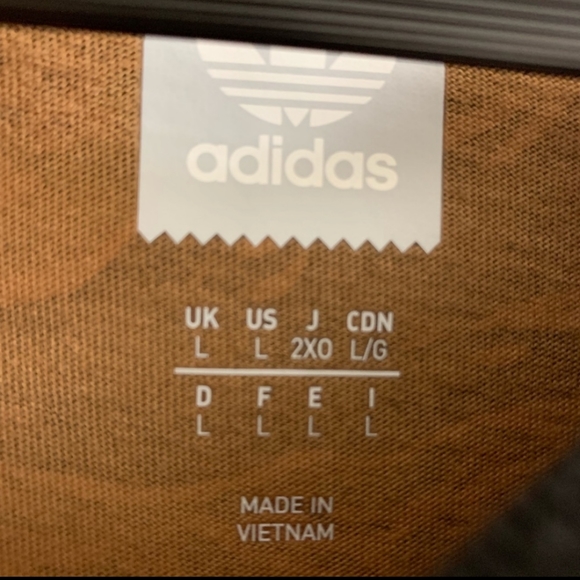 adidas
UK US J CDN
L L 2XO L/G
D F E I
L L L L
MADE IN
VIETNAM